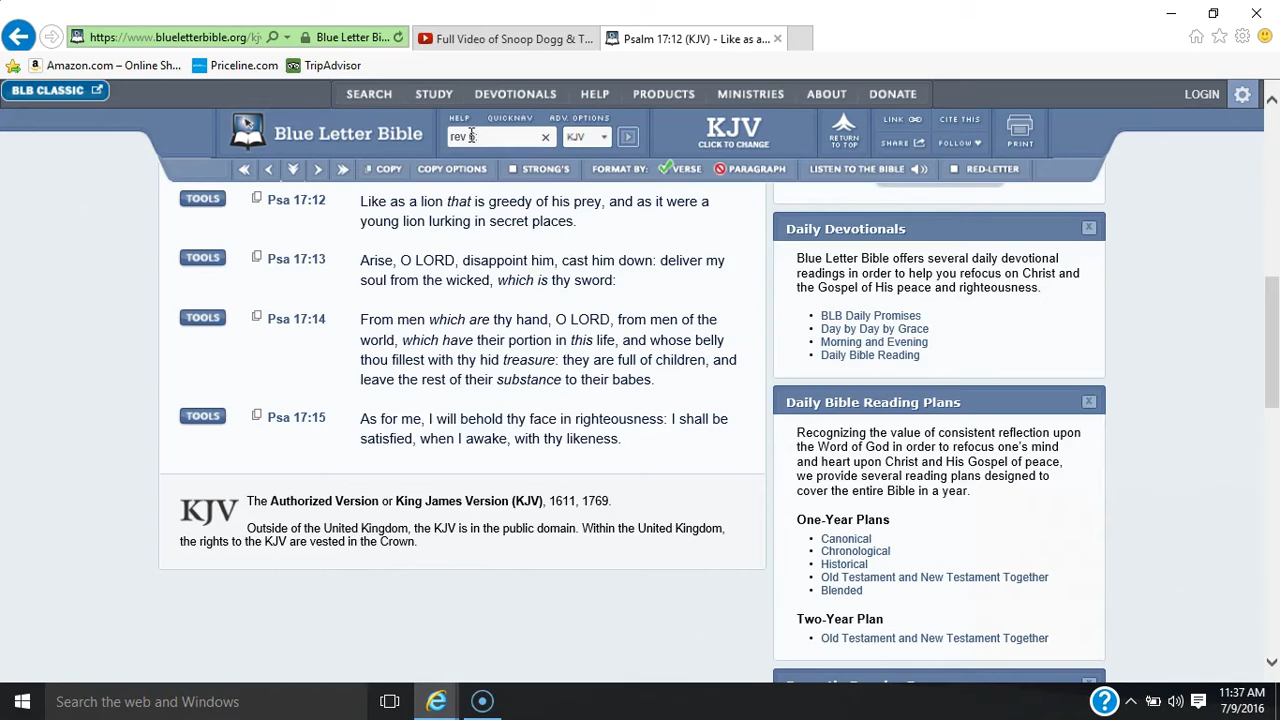 https://www.blueletterbible.org/kj
Blue Letter Bi...
Full Video of Snoop Dogg & T...
Psalm 17:12 (KJV) - Like as a...
Amazon.com – Online Sh...
Priceline.com
TripAdvisor
BLB CLASSIC
SEARCH STUDY DEVOTIONALS HELP PRODUCTS MINISTRIES ABOUT DONATE
LOGIN
HELP QUICKNAV ADV. OPTIONS
Blue Letter Bible
rev
KJV
KJV
CLICK TO CHANGE
RETURN
TO TOP
LINK
CITE THIS
SHARE
FOLLOW
PRINT
COPY COPY OPTIONS STRONG'S FORMAT BY: VERSE PARAGRAPH LISTEN TO THE BIBLE RED-LETTER
TOOLS Psa 17:12 Like as a lion that is greedy of his prey, and as it were a
young lion lurking in secret places.
TOOLS Psa 17:13 Arise, O LORD, disappoint him, cast him down: deliver my
soul from the wicked, which is thy sword:
TOOLS Psa 17:14 From men which are thy hand, O LORD, from men of the
world, which have their portion in this life, and whose belly
thou fillest with thy hid treasure: they are full of children, and
leave the rest of their substance to their babes.
TOOLS Psa 17:15 As for me, I will behold thy face in righteousness: I shall be
satisfied, when I awake, with thy likeness.
KJV
The Authorized Version or King James Version (KJV), 1611, 1769.
Outside of the United Kingdom, the KJV is in the public domain. Within the United Kingdom,
the rights to the KJV are vested in the Crown.
Daily Devotionals
Blue Letter Bible offers several daily devotional
readings in order to help you refocus on Christ and
the Gospel of His peace and righteousness.
BLB Daily Promises
Day by Day by Grace
Morning and Evening
Daily Bible Reading
Daily Bible Reading Plans
Recognizing the value of consistent reflection upon
the Word of God in order to refocus one's mind
and heart upon Christ and His Gospel of peace,
we provide several reading plans designed to
cover the entire Bible in a year.
One-Year Plans
Canonical
Chronological
Historical
Old Testament and New Testament Together
Blended
Two-Year Plan
Old Testament and New Testament Together
Search the web and Windows
11:37 AM
7/9/2016